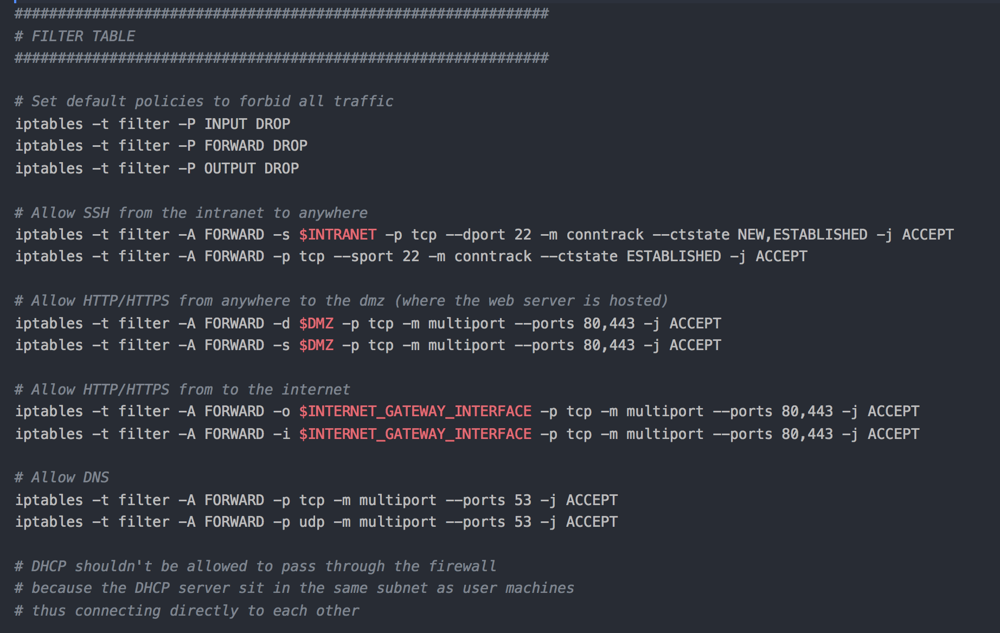 ##############################################################
# FILTER TABLE
##############################################################
# Set default policies to forbid all traffic
iptables -t filter -P INPUT DROP
iptables -t filter -P FORWARD DROP
iptables -t filter -P OUTPUT DROP
# Allow SSH from the intranet to anywhere
iptables -t filter -A FORWARD -s $INTRANET -p tcp --dport 22 -m conntrack --ctstate NEW,ESTABLISHED -j ACCEPT
iptables -t filter -A FORWARD -p tcp --sport 22 -m conntrack --ctstate ESTABLISHED -j ACCEPT
# Allow HTTP/HTTPS from anywhere to the dmz (where the web server is hosted)
iptables -t filter -A FORWARD -d $DMZ -p tcp -m multiport --ports 80,443 -j ACCEPT
iptables -t filter -A FORWARD -s $DMZ -p tcp -m multiport --ports 80,443 -j ACCEPT
# Allow HTTP/HTTPS from to the internet
iptables -t filter -A FORWARD -o $INTERNET_GATEWAY_INTERFACE -p tcp -m multiport --ports 80,443 -j ACCEPT
iptables -t filter -A FORWARD -i $INTERNET_GATEWAY_INTERFACE -p tcp -m multiport --ports 80,443 -j ACCEPT
# Allow DNS
iptables -t filter -A FORWARD -p tcp -m multiport --ports 53 -j ACCEPT
iptables -t filter -A FORWARD -p udp -m multiport --ports 53 -j ACCEPT
# DHCP shouldn't be allowed to pass through the firewall
# because the DHCP server sit in the same subnet as user machines
# thus connecting directly to each other